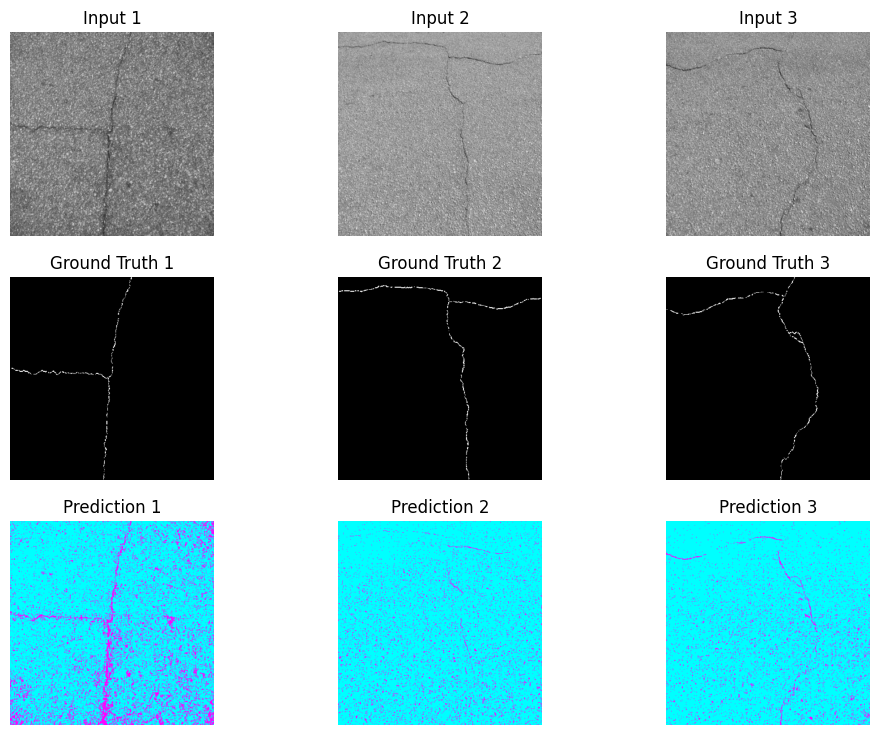 Input 1
Input 2
Input 3
Ground Truth 1
Ground Truth 2
Ground Truth 3
Prediction 1
Prediction 2
Prediction 3